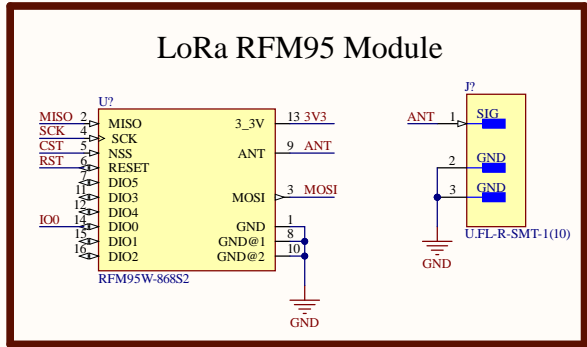 LoRa RFM95 Module
U?
MISO 2 MISO 3_3V 13 3V3
SCK 4 SCK
CST 5 NSS ANT 9 ANT
RST 6 RESET
7 DIO5
11 DIO3 MOSI 3 MOSI
12 DIO4
IO0 14 DIO0 GND 1
15 DIO1 GND@1 8
16 DIO2 GND@2 10
RFM95W-868S2
GND
J?
ANT 1 SIG
2 GND
3 GND
U.FL-R-SMT-1(10)
GND